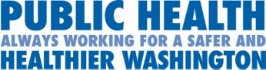 PUBLIC HEALTH
ALWAYS WORKING FOR A SAFER AND
HEALTHIER WASHINGTON